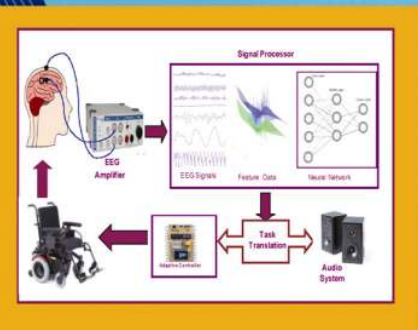 Signal Processor
EEG
Amplifier
EEG Signals
Feature Data
Neural Network
Task
Translation
Adaptive Controller
Audio
System